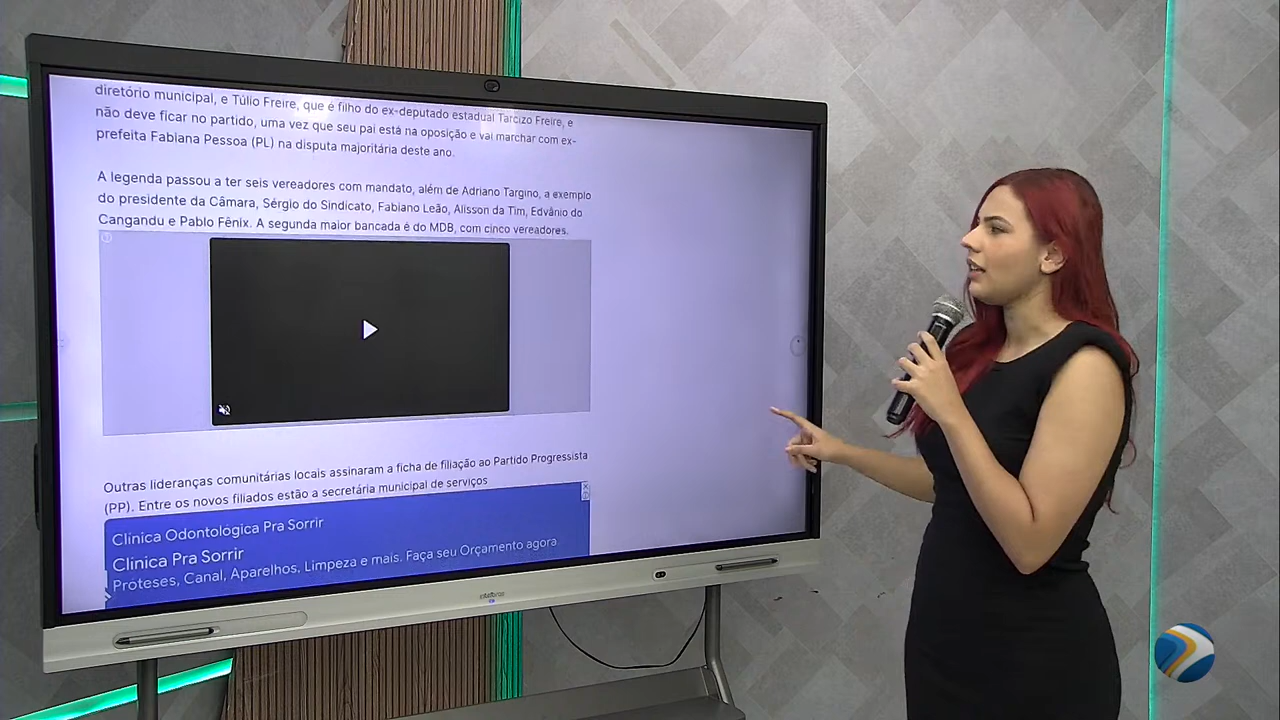 diretório municipal, e Túlio Freire, que é filho do ex-deputado estadual Tarcizo Freire, e
não deve ficar no partido, uma vez que seu pai está na oposição e vai marchar com ex-
prefeita Fabiana Pessoa (PL) na disputa majoritária deste ano.
A legenda passou a ter seis vereadores com mandato, além de Adriano Targino, a exemplo
do presidente da Câmara, Sérgio do Sindicato, Fabiano Leão, Alisson da Tim, Edvânio do
Cangandu e Pablo Fênix. A segunda maior bancada é do MDB, com cinco vereadores.
Outras lideranças comunitárias locais assinaram a ficha de filiação ao Partido Progressista
(PP). Entre os novos filiados estão a secretária municipal de serviços
Clínica Odontológica Pra Sorrir
Clinica Pra Sorrir
Próteses, Canal, Aparelhos, Limpeza e mais. Faça seu Orçamento agora
intelbras